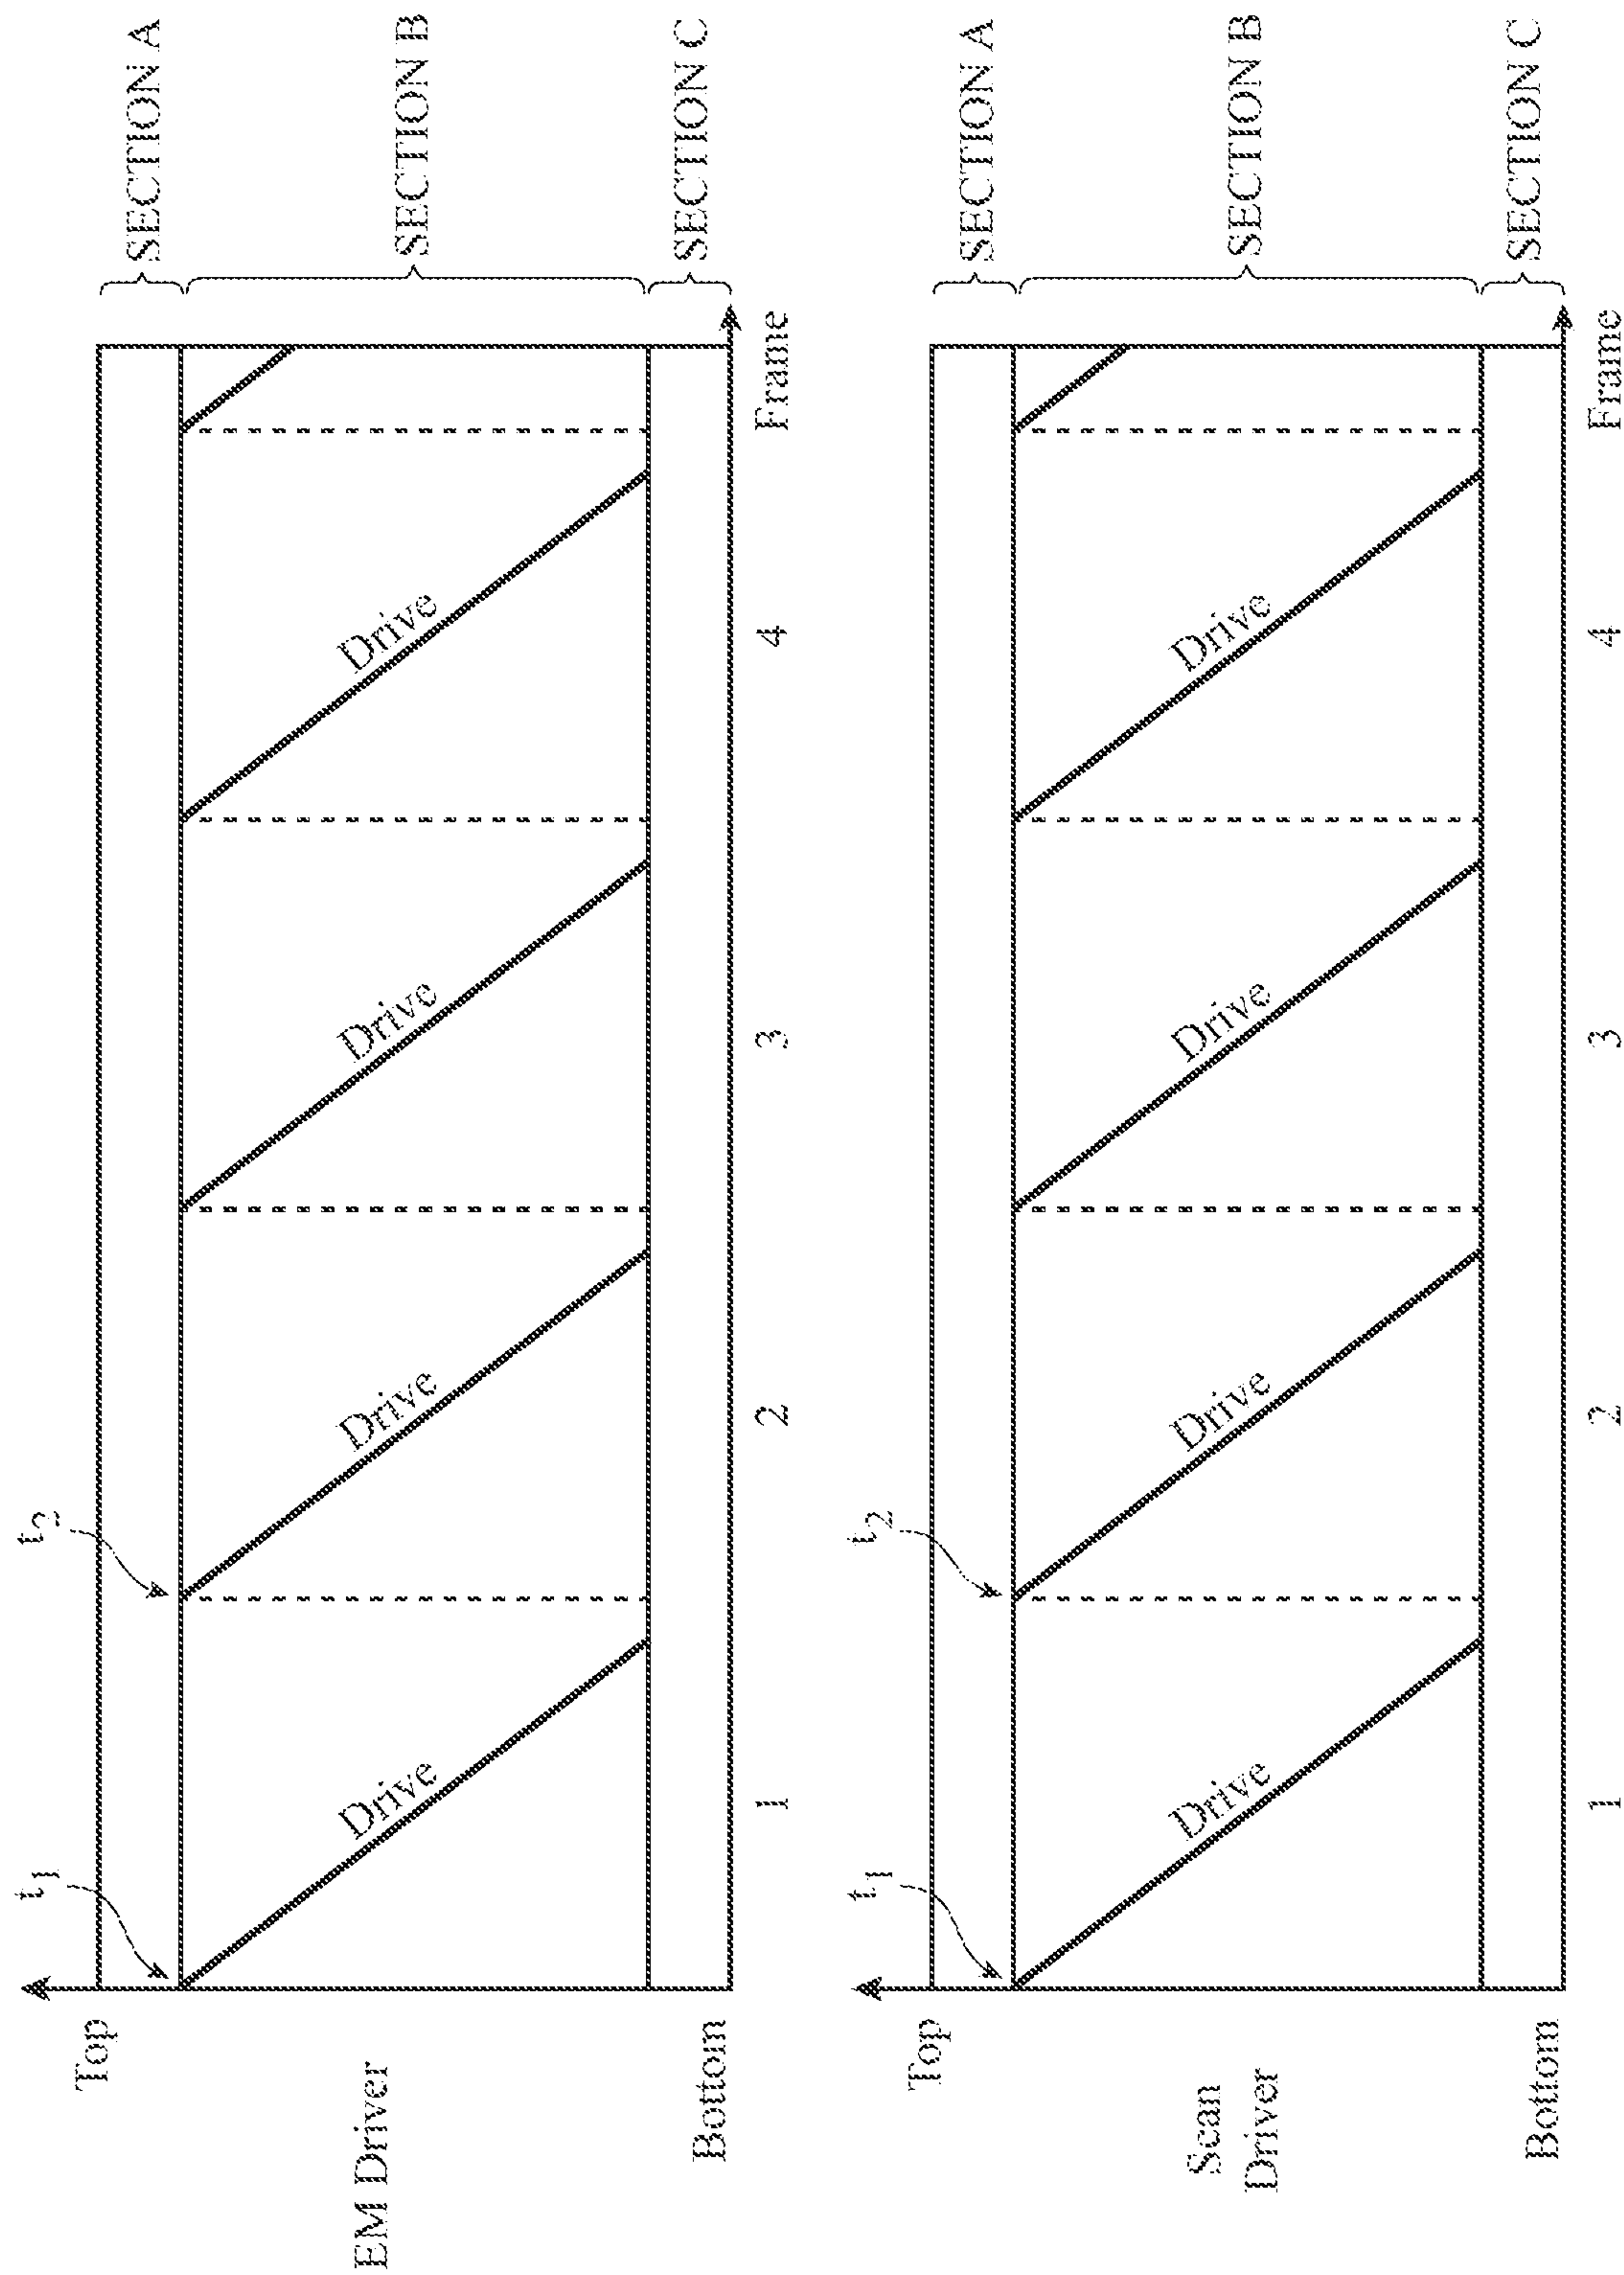 t1
t2
Top
SECTION A
EM Driver
Drive
Drive
Drive
Drive
SECTION B
Bottom
SECTION C
1
2
3
4
Frame
t1
t2
Top
SECTION A
Scan
Driver
Drive
Drive
Drive
Drive
SECTION B
Bottom
SECTION C
1
2
3
4
Frame